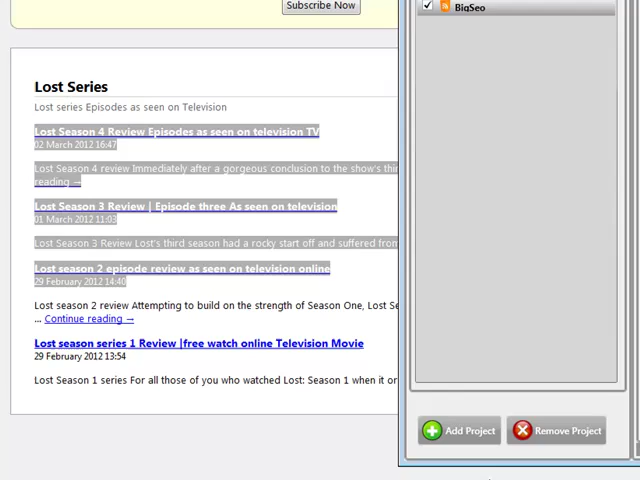 Subscribe Now
BigSeo
Lost Series
Lost series Episodes as seen on Television
Lost Season 4 Review Episodes as seen on television TV
02 March 2012 16:47
Lost Season 4 review Immediately after a gorgeous conclusion to the show's
reading →
Lost Season 3 Review | Episode three As seen on television
01 March 2012 11:03
Lost Season 3 Review Lost's third season had a rocky start off and suffered from
Lost season 2 episode review as seen on television online
29 February 2012 14:40
Lost season 2 review Attempting to build on the strength of Season One, Lost
... Continue reading →
Lost season series 1 Review |free watch online Television Movie
29 February 2012 13:54
Lost Season 1 series For all those of you who watched Lost: Season 1 when it
Add Project
Remove Project